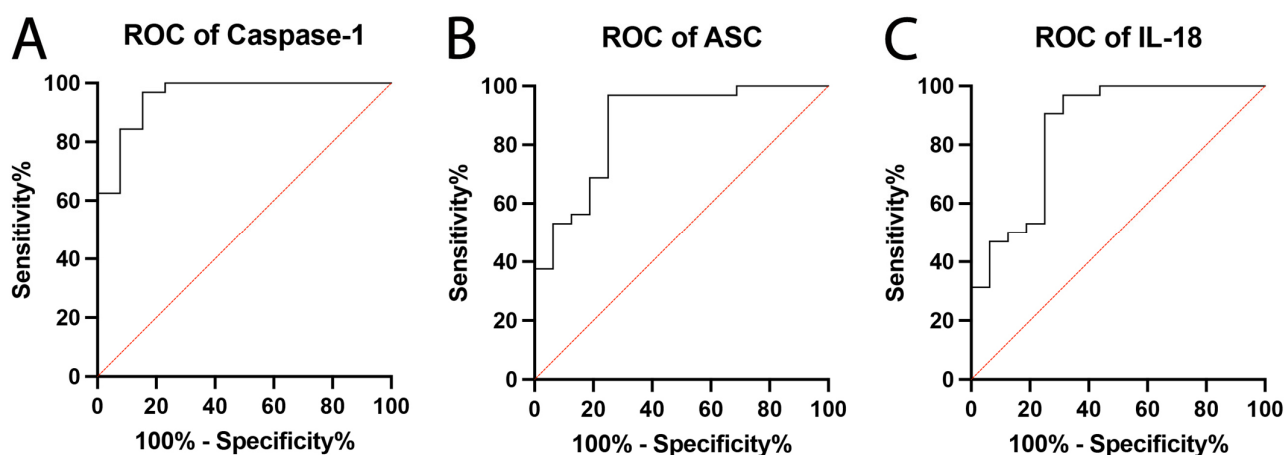 A
ROC of Caspase-1
100
80
60
40
20
0
Sensitivity%
0 20 40 60 80 100
100% - Specificity%
B
ROC of ASC
100
80
60
40
20
0
Sensitivity%
0 20 40 60 80 100
100% - Specificity%
C
ROC of IL-18
100
80
60
40
20
0
Sensitivity%
0 20 40 60 80 100
100% - Specificity%